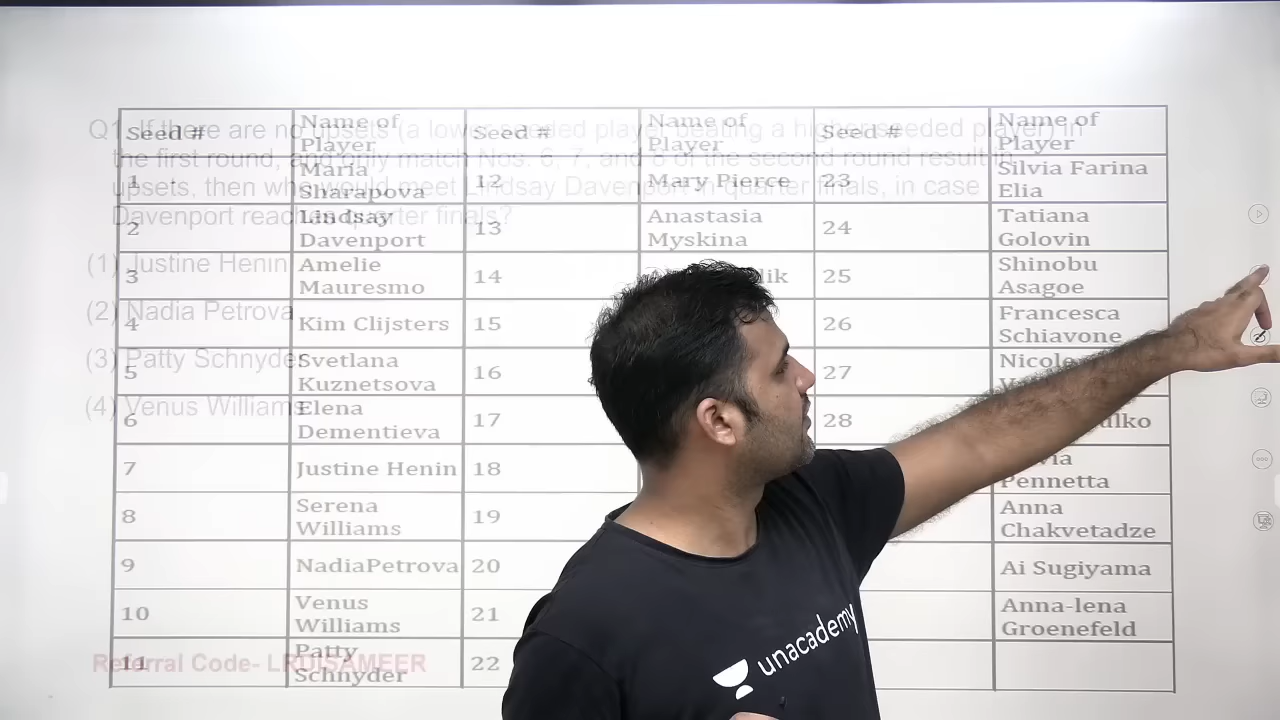 Q1. If there are no upsets (a lower seeded player beating a higher seeded player) in
the first round, and only match Nos. 6, 7, and 8 of the second round result in
upsets, then who would meet Lindsay Davenport in quarter finals, in case
Davenport reaches quarter finals?
(1) Justine Henin
(2) Nadia Petrova
(3) Patty Schnyder
(4) Venus Williams
Referral Code- LRDISAMEER
Seed # Name of Player Seed # Name of Player Seed # Name of Player
1 Maria Sharapova 12 Mary Pierce 23 Silvia Farina Elia
2 Lindsay Davenport 13 Anastasia Myskina 24 Tatiana Golovin
3 Amelie Mauresmo 14 25 Shinobu Asagoe
4 Kim Clijsters 15 26 Francesca Schiavone
5 Svetlana Kuznetsova 16 27
6 Elena Dementieva 17 28
7 Justine Henin 18 Pennetta
8 Serena Williams 19 Anna Chakvetadze
9 NadiaPetrova 20 Ai Sugiyama
10 Venus Williams 21 Anna-lena Groenefeld
11 Patty Schnyder 22
unacademy